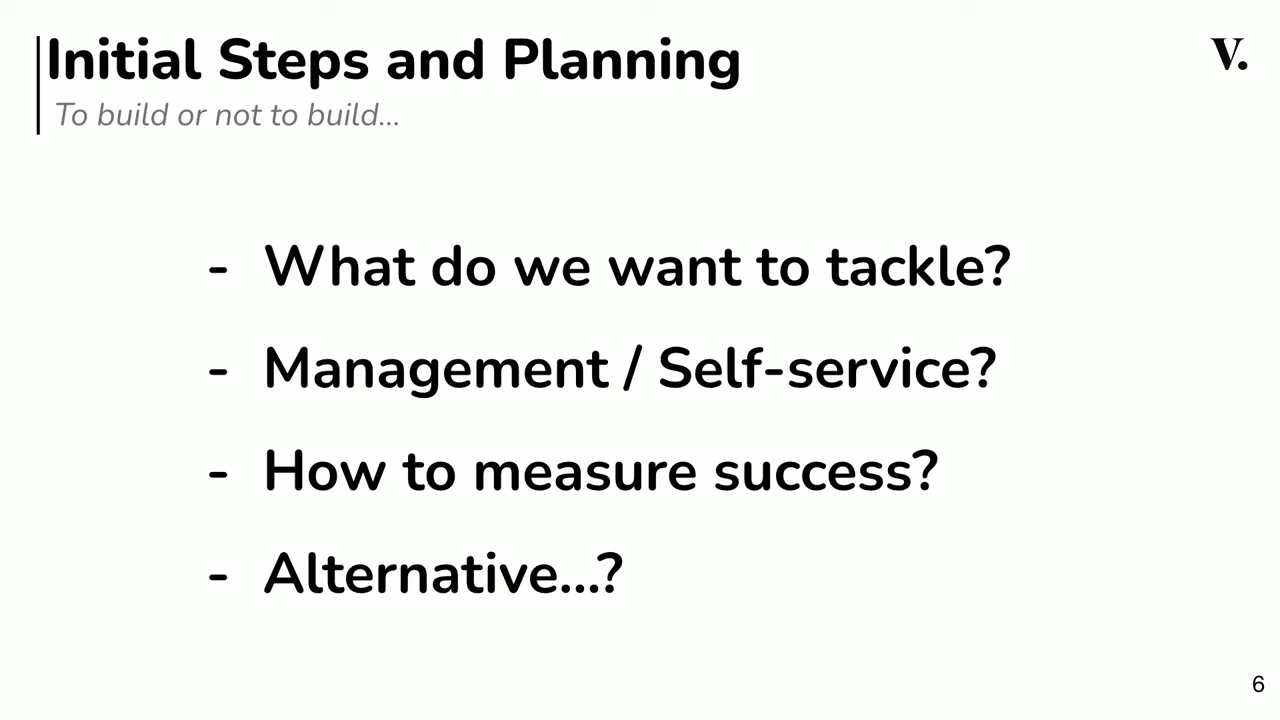 Initial Steps and Planning
V.
To build or not to build...
- What do we want to tackle?
- Management / Self-service?
- How to measure success?
- Alternative...?
6